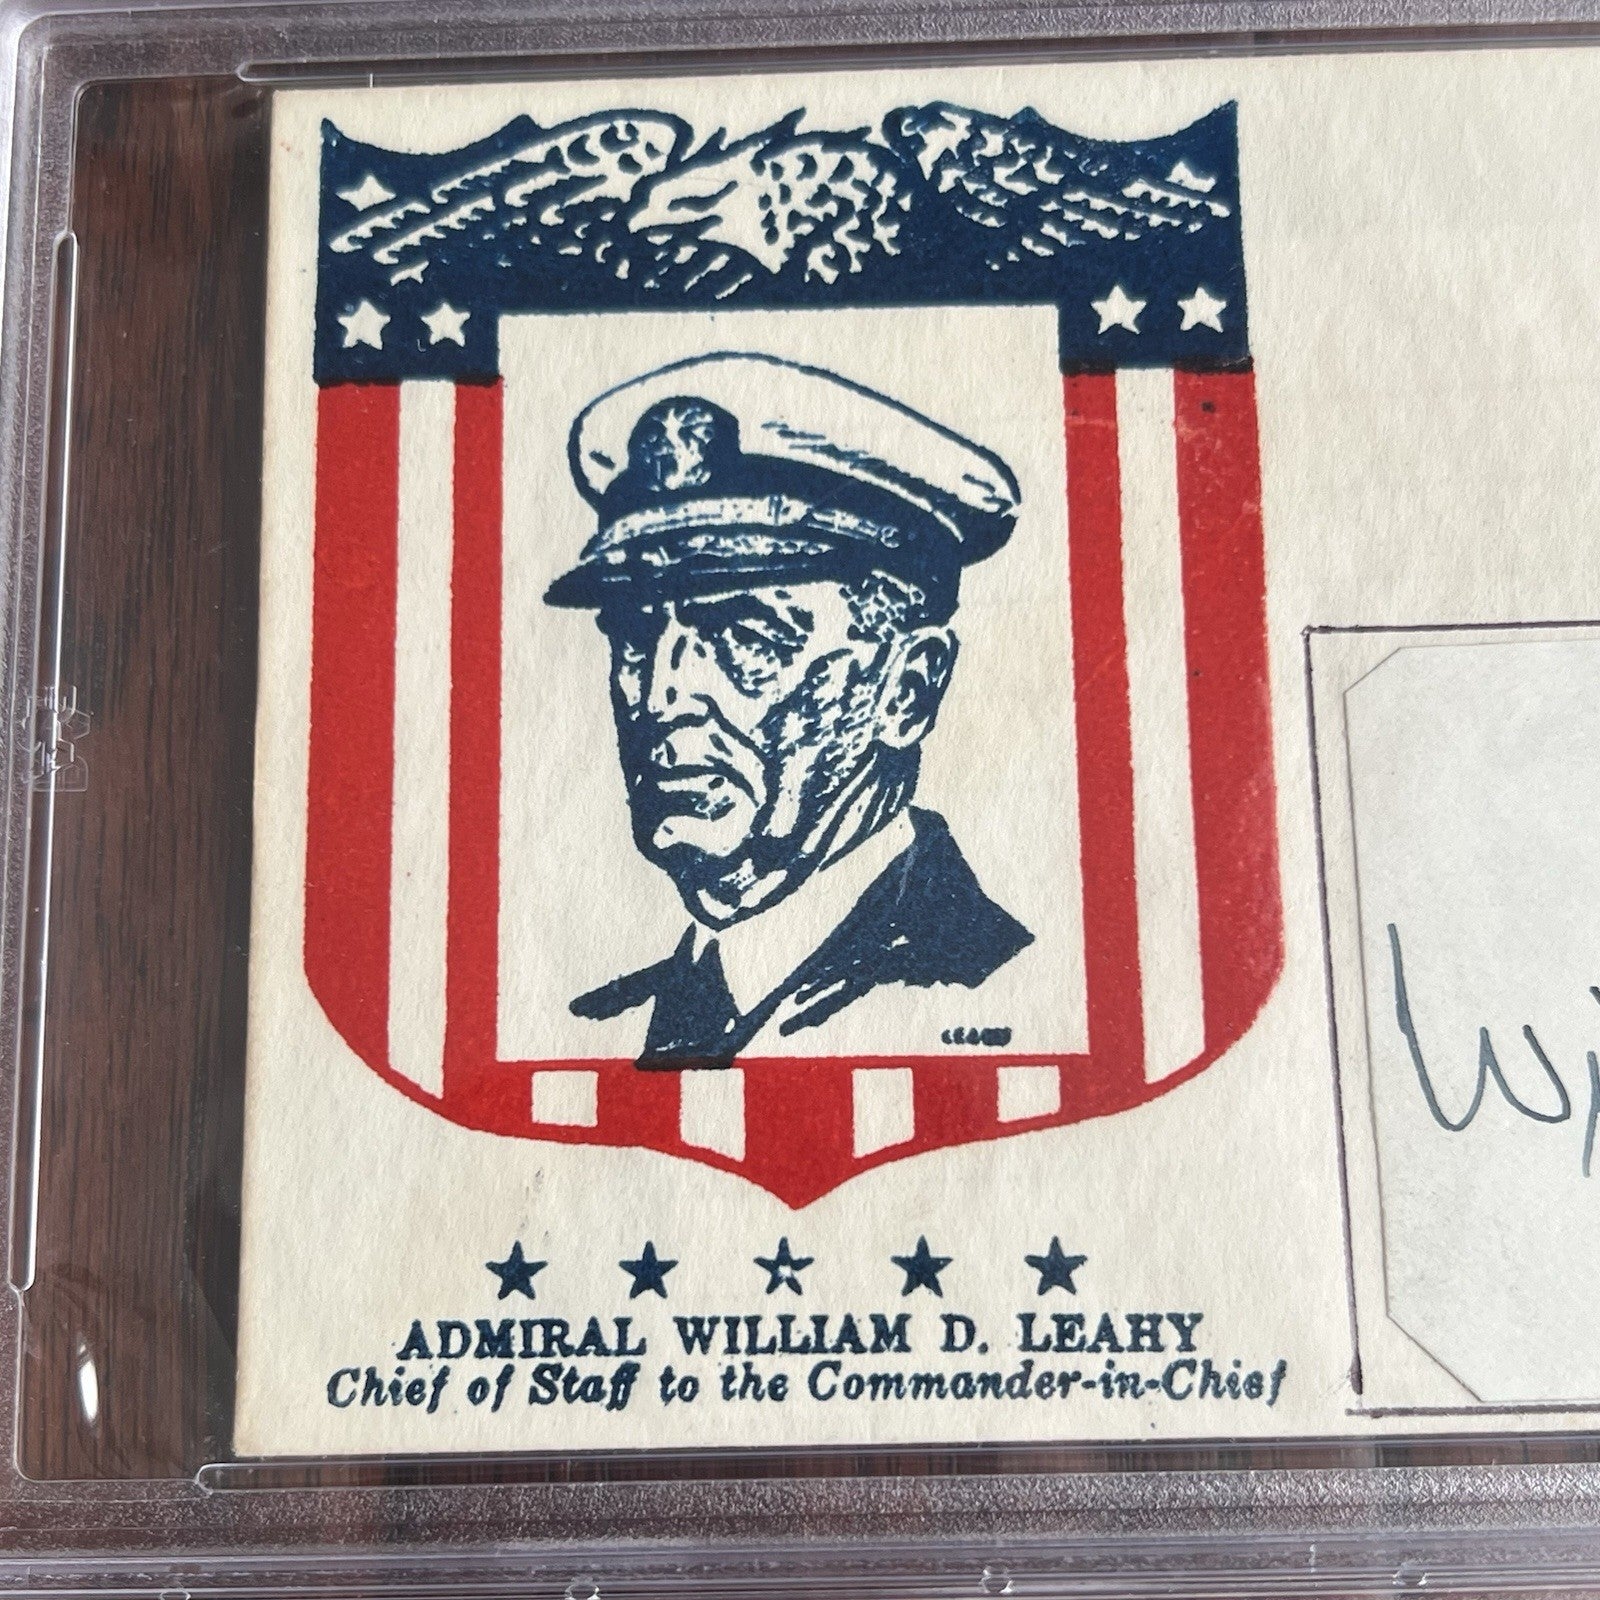 ADMIRAL WILLIAM D. LEAHY
Chief of Staff to the Commander-in-Chief